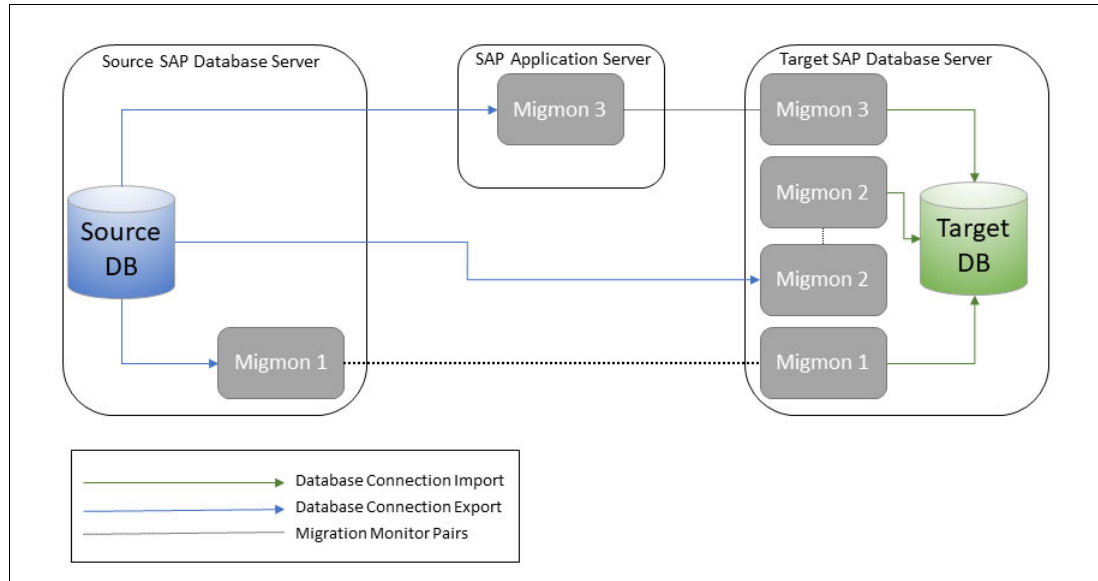 Source SAP Database Server
SAP Application Server
Target SAP Database Server
Migmon 3
Migmon 3
Migmon 2
Source
DB
Target
DB
Migmon 2
Migmon 1
Migmon 1
Database Connection Import
Database Connection Export
Migration Monitor Pairs